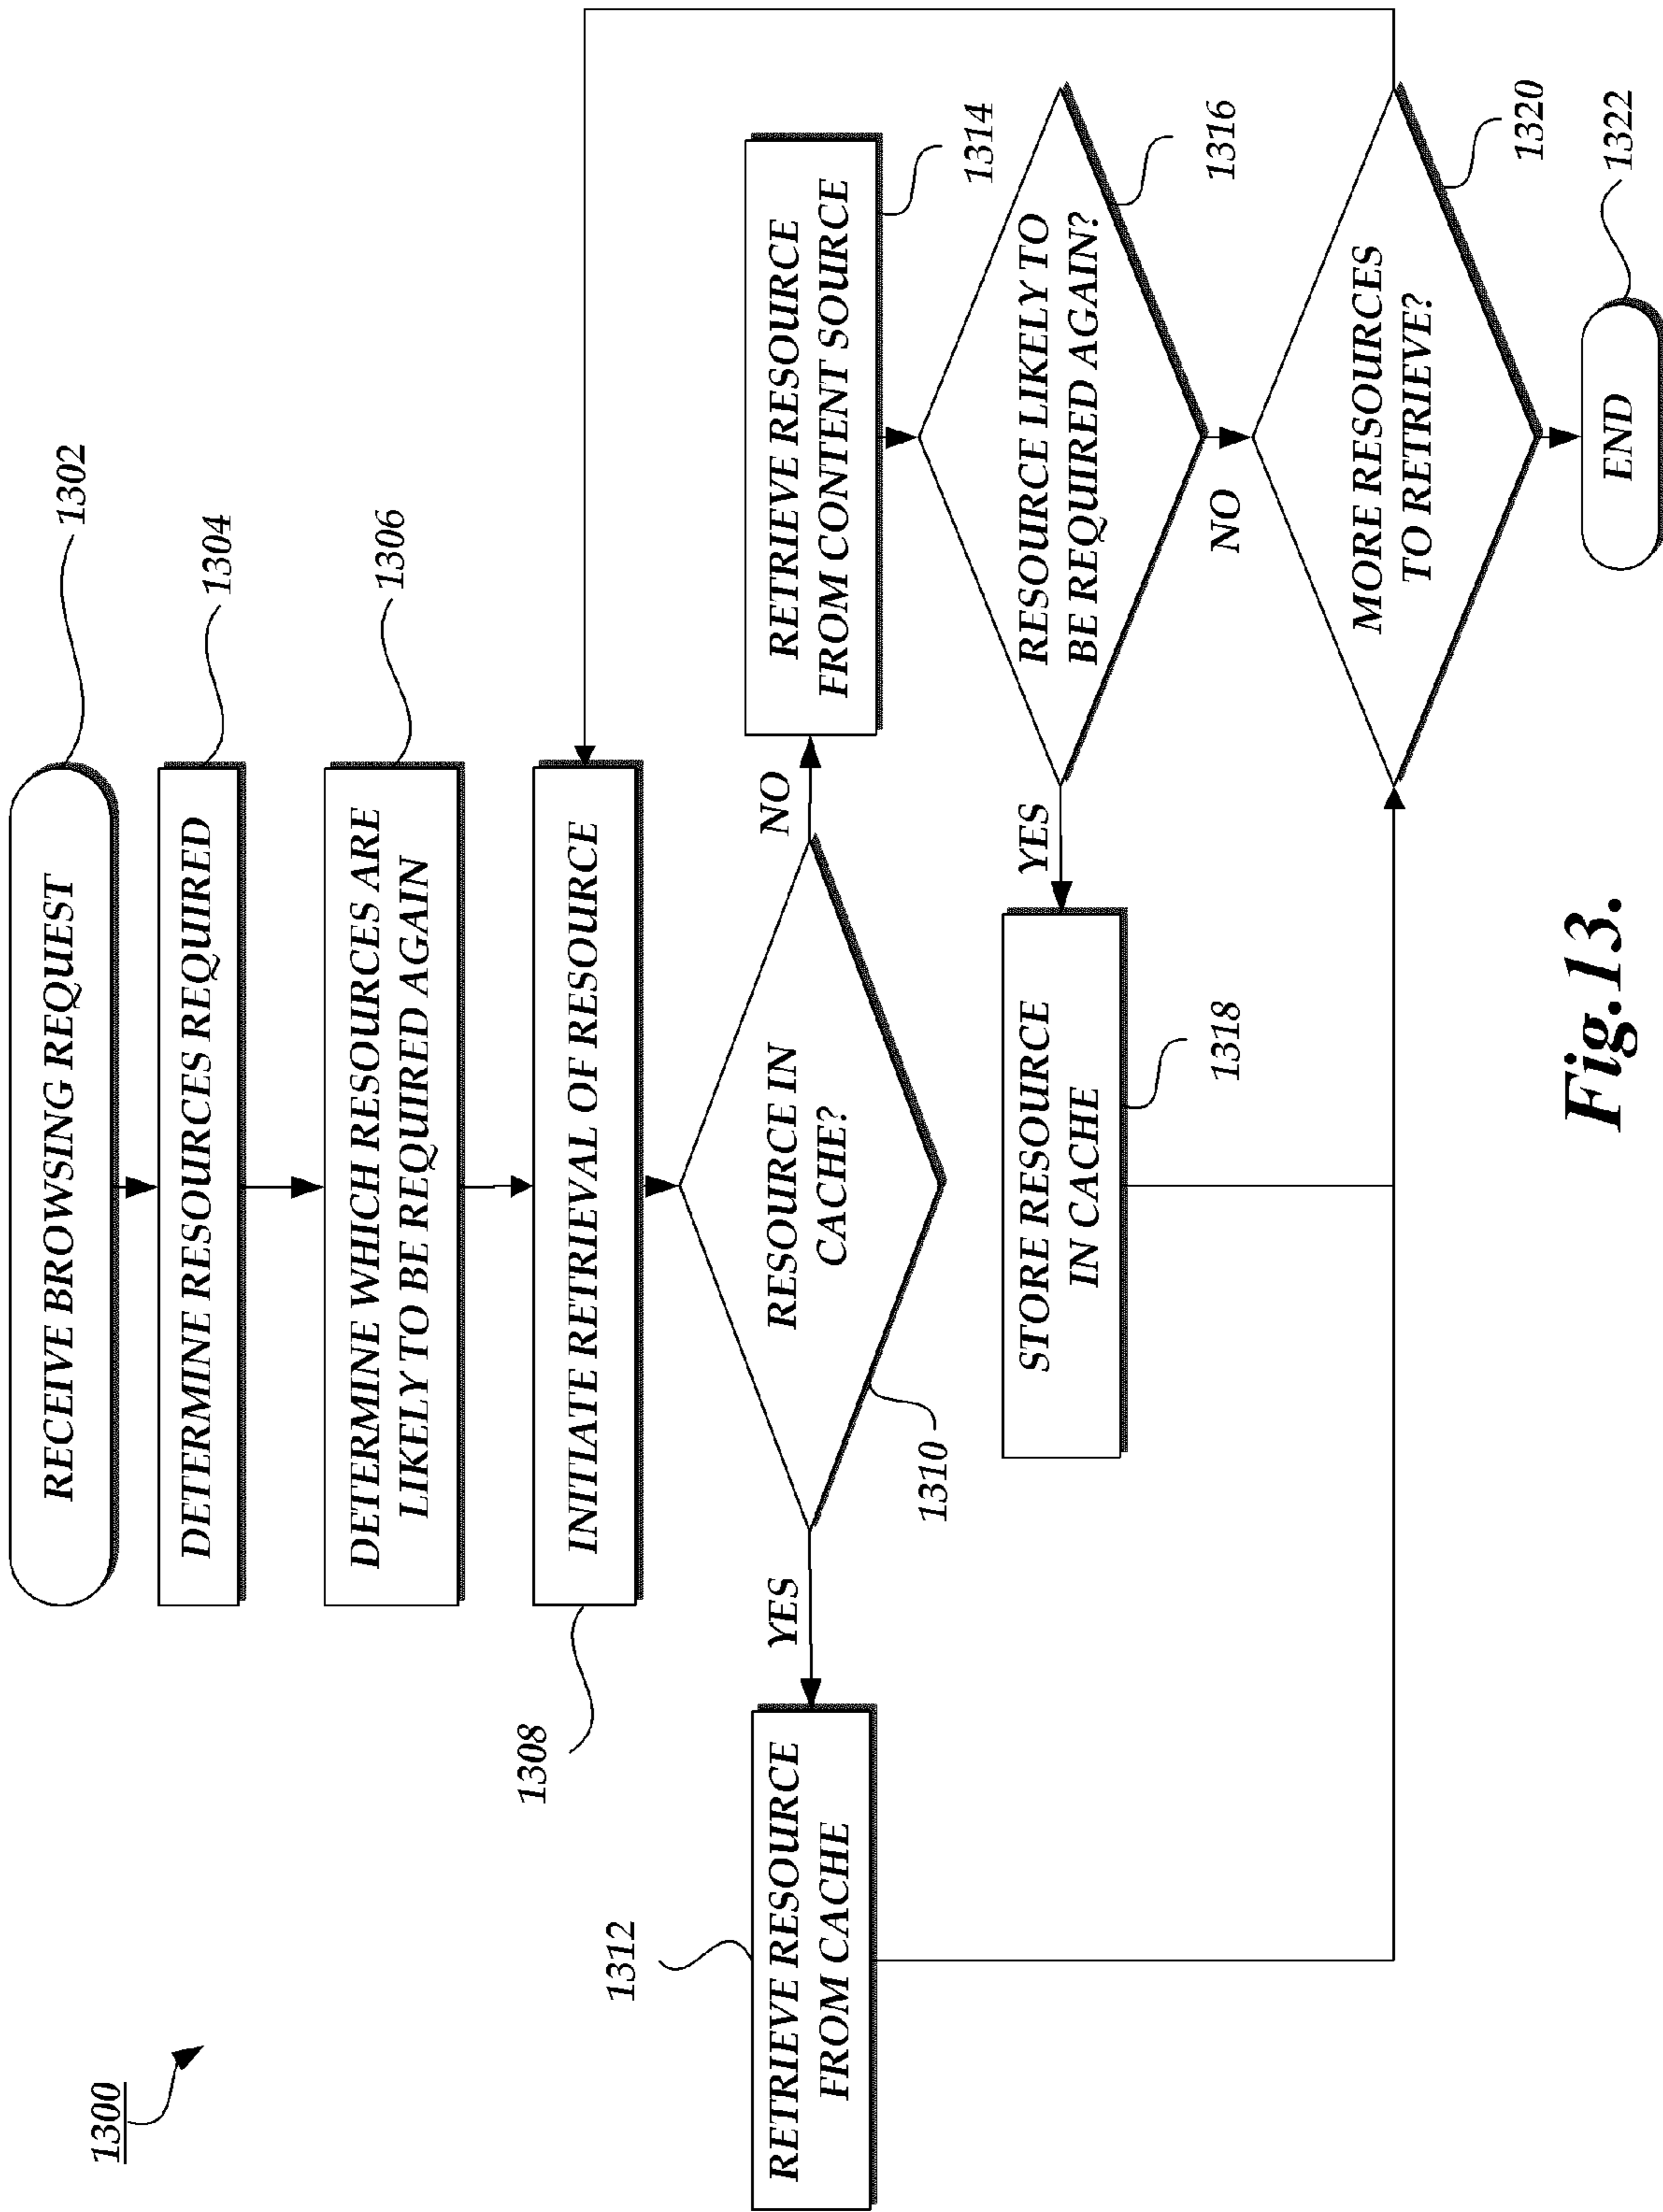 1300
RECEIVE BROWSING REQUEST
1302
DETERMINE RESOURCES REQUIRED
1304
DETERMINE WHICH RESOURCES ARE
LIKELY TO BE REQUIRED AGAIN
1306
INITIATE RETRIEVAL OF RESOURCE
1308
RESOURCE IN
CACHE?
1310
YES
NO
1312
RETRIEVE RESOURCE
FROM CACHE
RETRIEVE RESOURCE
FROM CONTENT SOURCE
1314
RESOURCE LIKELY TO
BE REQUIRED AGAIN?
1316
YES
NO
STORE RESOURCE
IN CACHE
1318
MORE RESOURCES
TO RETRIEVE?
1320
END
1322
Fig.13.